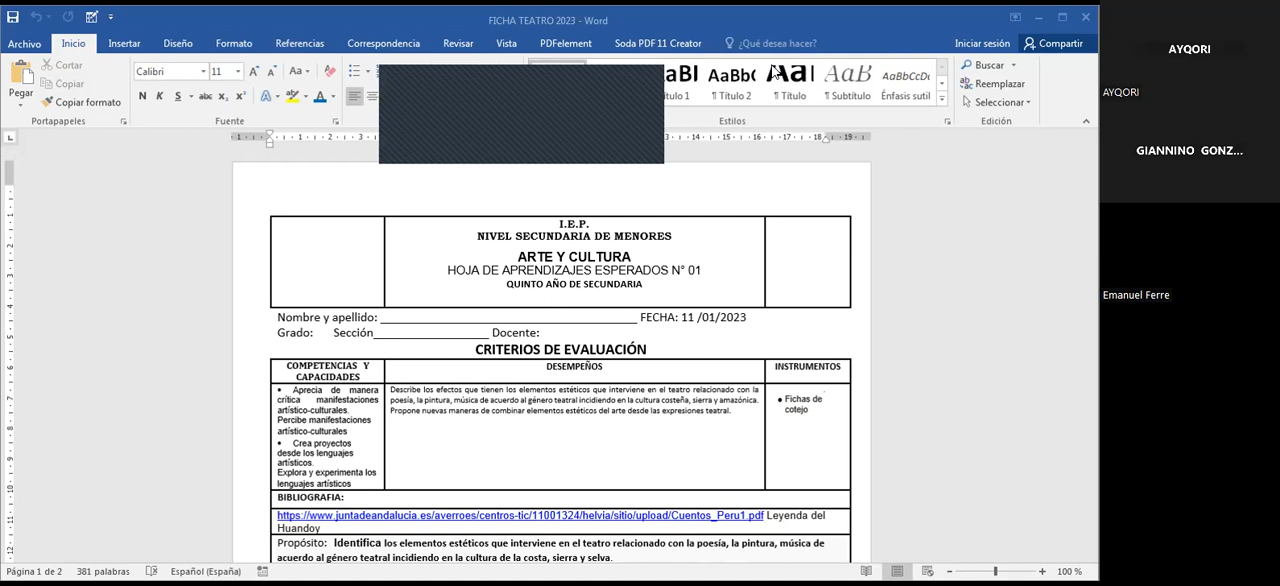 FICHA TEATRO 2023 - Word
Archivo Inicio Insertar Diseño Formato Referencias Correspondencia Revisar Vista PDFelement Soda PDF 11 Creator ¿Qué desea hacer? Iniciar sesión Compartir
Pegar
Cortar
Copiar
Copiar formato
Portapapeles
Calibri 11
N K S abc x₂ x²
Fuente
AaBbC AaB AaBbCcDc
¶ Título 2 ¶ Título ¶ Subtítulo Énfasis sutil
Estilos
Buscar
Reemplazar
Seleccionar
Edición
AYQORI
AYQORI
GIANNINO GONZ...
Emanuel Ferre
I.E.P.
NIVEL SECUNDARIA DE MENORES
ARTE Y CULTURA
HOJA DE APRENDIZAJES ESPERADOS N° 01
QUINTO AÑO DE SECUNDARIA
Nombre y apellido: ______ FECHA: 11 /01/2023
Grado: Sección______ Docente:
CRITERIOS DE EVALUACIÓN
COMPETENCIAS Y
CAPACIDADES
DESEMPEÑOS
INSTRUMENTOS
• Aprecia de manera
crítica manifestaciones
artístico-culturales.
Percibe manifestaciones
artístico-culturales
• Crea proyectos
desde los lenguajes
artísticos.
Explora y experimenta los
lenguajes artísticos
Describe los efectos que tienen los elementos estéticos que interviene en el teatro relacionado con la
poesía, la pintura, música de acuerdo al género teatral incidiendo en la cultura costeña, sierra y amazónica.
Propone nuevas maneras de combinar elementos estéticos del arte desde las expresiones teatral.
• Fichas de
cotejo
BIBLIOGRAFIA:
https://www.juntadeandalucia.es/averroes/centros-tic/11001324/helvia/sitio/upload/Cuentos_Peru1.pdf Leyenda del
Huandoy
Propósito: Identifica los elementos estéticos que interviene en el teatro relacionado con la poesía, la pintura, música de
acuerdo al género teatral incidiendo en la cultura de la costa, sierra y selva.
Página 1 de 2 381 palabras Español (España) 100 %